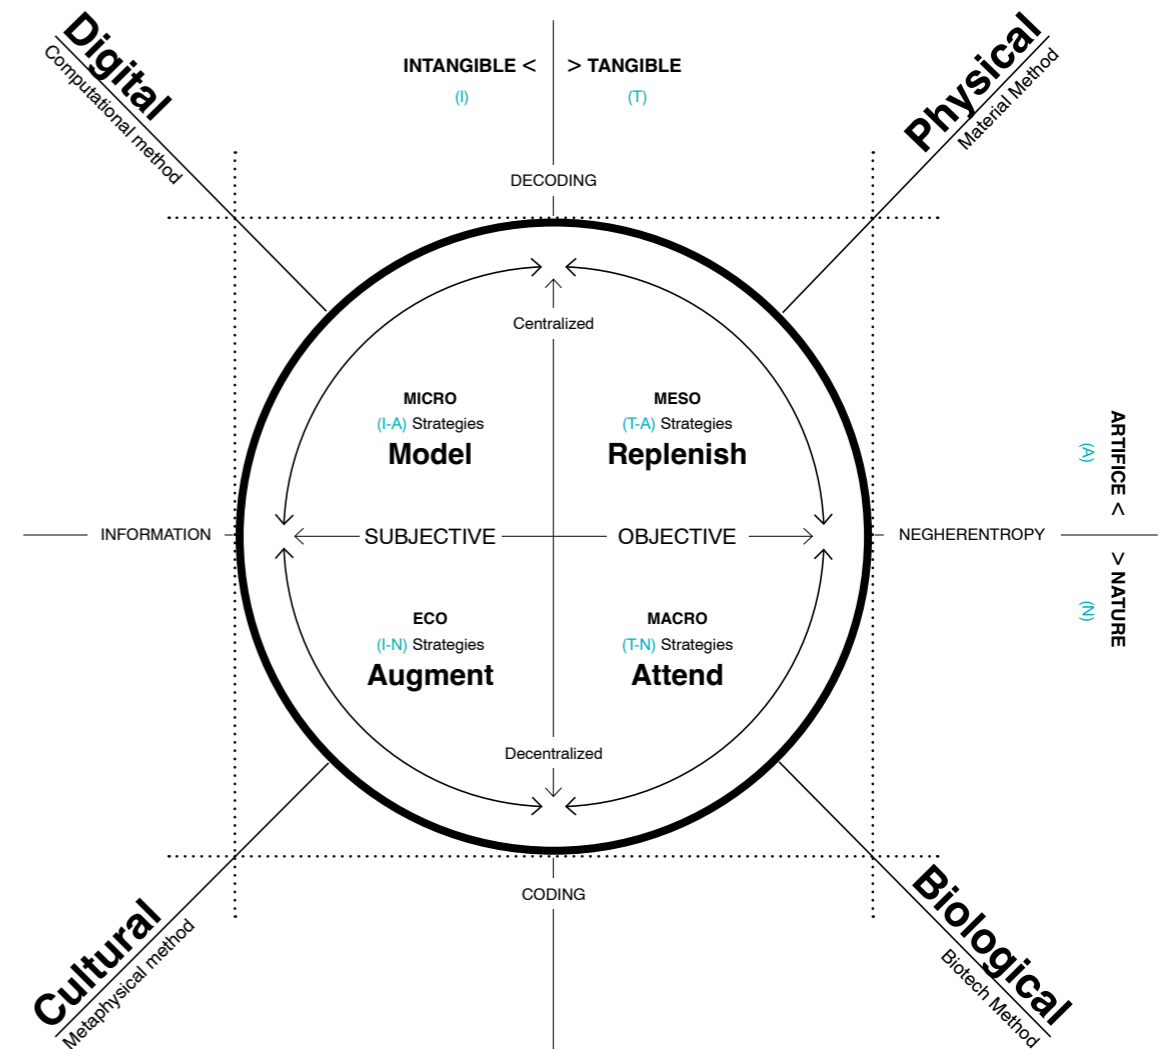 Digital
Computational method
INTANGIBLE < > TANGIBLE
(I) (T)
Physical
Material Method
DECODING
Centralized
MICRO
(I-A) Strategies
Model
MESO
(T-A) Strategies
Replenish
ARTIFICE <
(A)
INFORMATION
SUBJECTIVE
OBJECTIVE
NEGHERENTROPY
> NATURE
(N)
ECO
(I-N) Strategies
Augment
MACRO
(T-N) Strategies
Attend
Decentralized
CODING
Cultural
Metaphysical method
Biological
Biotech Method